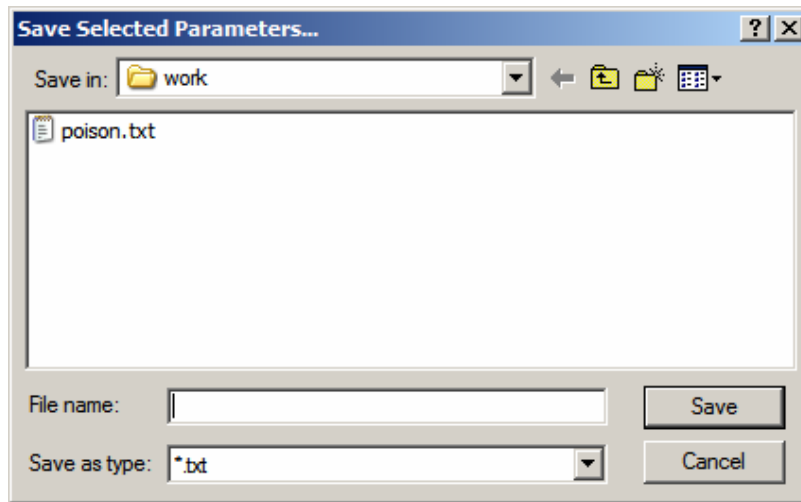 Save Selected Parameters...
Save in: work
poison.txt
File name: Save
Save as type: *.txt Cancel